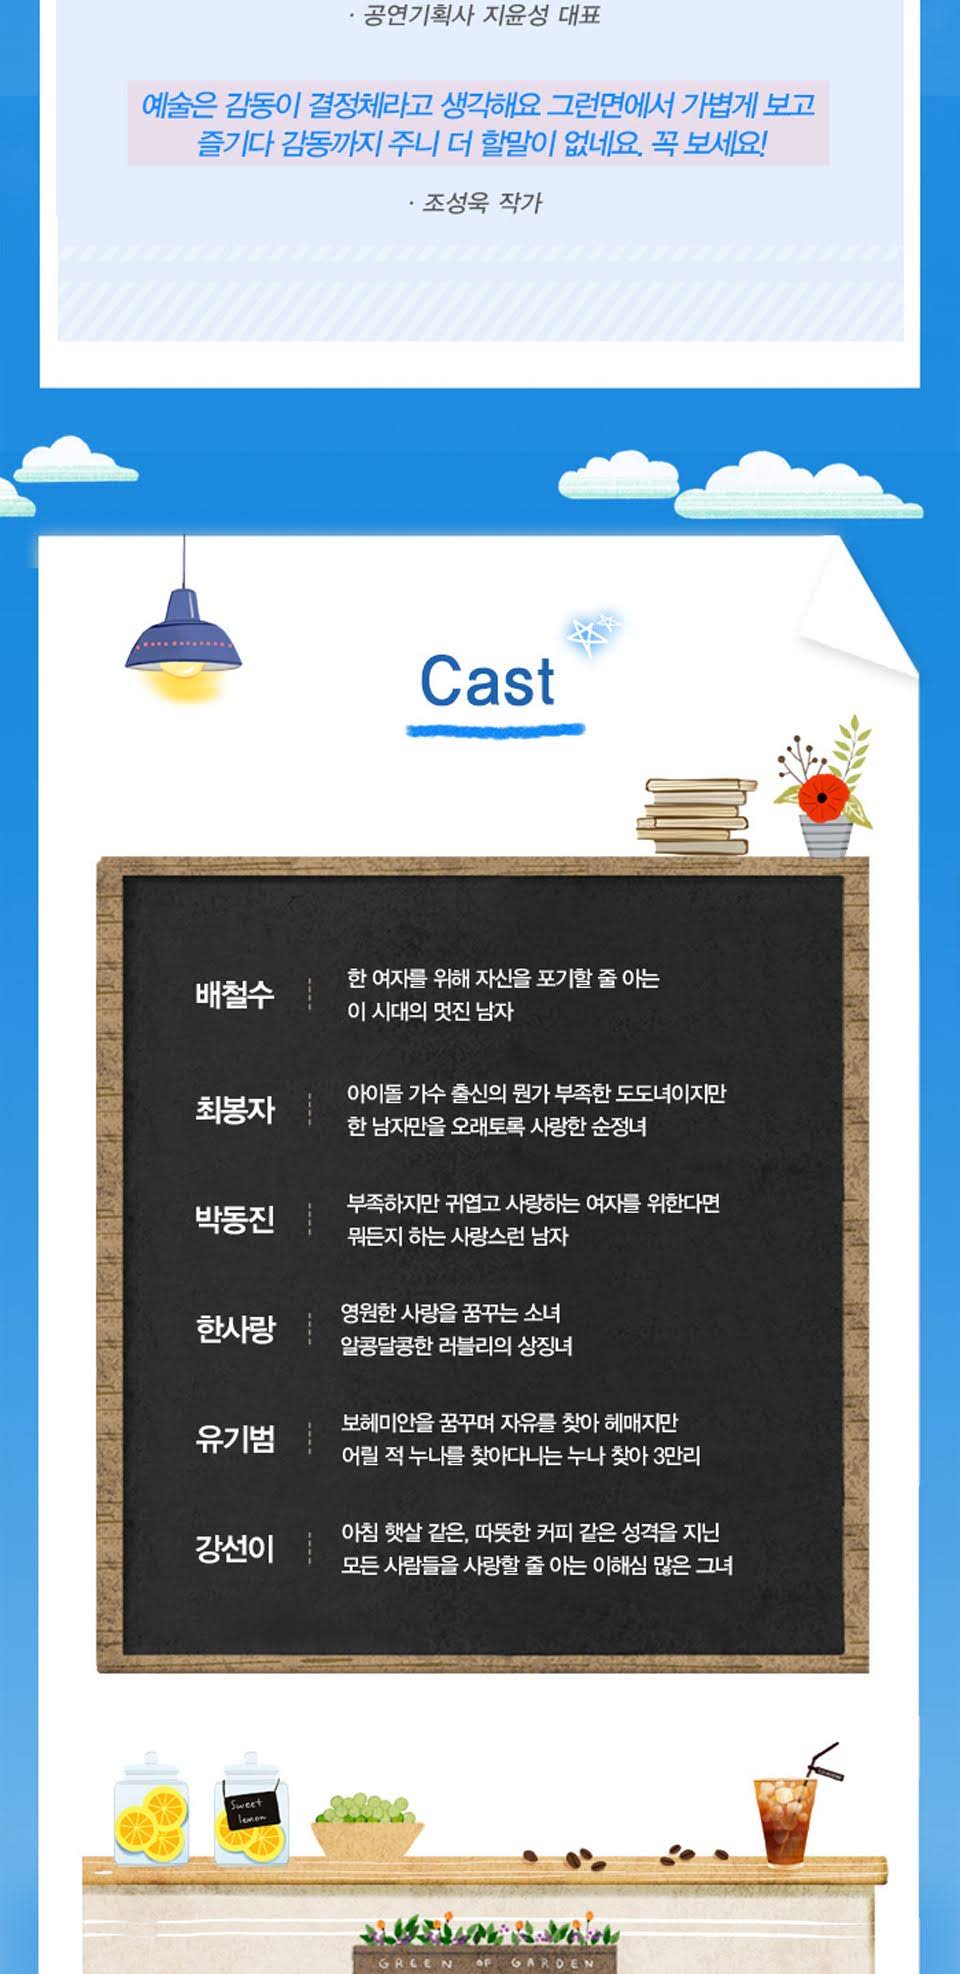 · 공연기획사 지윤성 대표
예술은 감동이 결정체라고 생각해요 그런면에서 가볍게 보고
즐기다 감동까지 주니 더 할말이 없네요. 꼭 보세요!
· 조성욱 작가
Cast
배철수
한 여자를 위해 자신을 포기할 줄 아는
이 시대의 멋진 남자
최봉자
아이돌 가수 출신의 뭔가 부족한 도도녀이지만
한 남자만을 오래토록 사랑한 순정녀
박동진
부족하지만 귀엽고 사랑하는 여자를 위한다면
뭐든지 하는 사랑스런 남자
한사랑
영원한 사랑을 꿈꾸는 소녀
알콩달콩한 러블리의 상징녀
유기범
보헤미안을 꿈꾸며 자유를 찾아 헤매지만
어릴 적 누나를 찾아다니는 누나 찾아 3만리
강선이
아침 햇살 같은, 따뜻한 커피 같은 성격을 지닌
모든 사람들을 사랑할 줄 아는 이해심 많은 그녀
Sweet
lemon
GREEN OF GARDEN